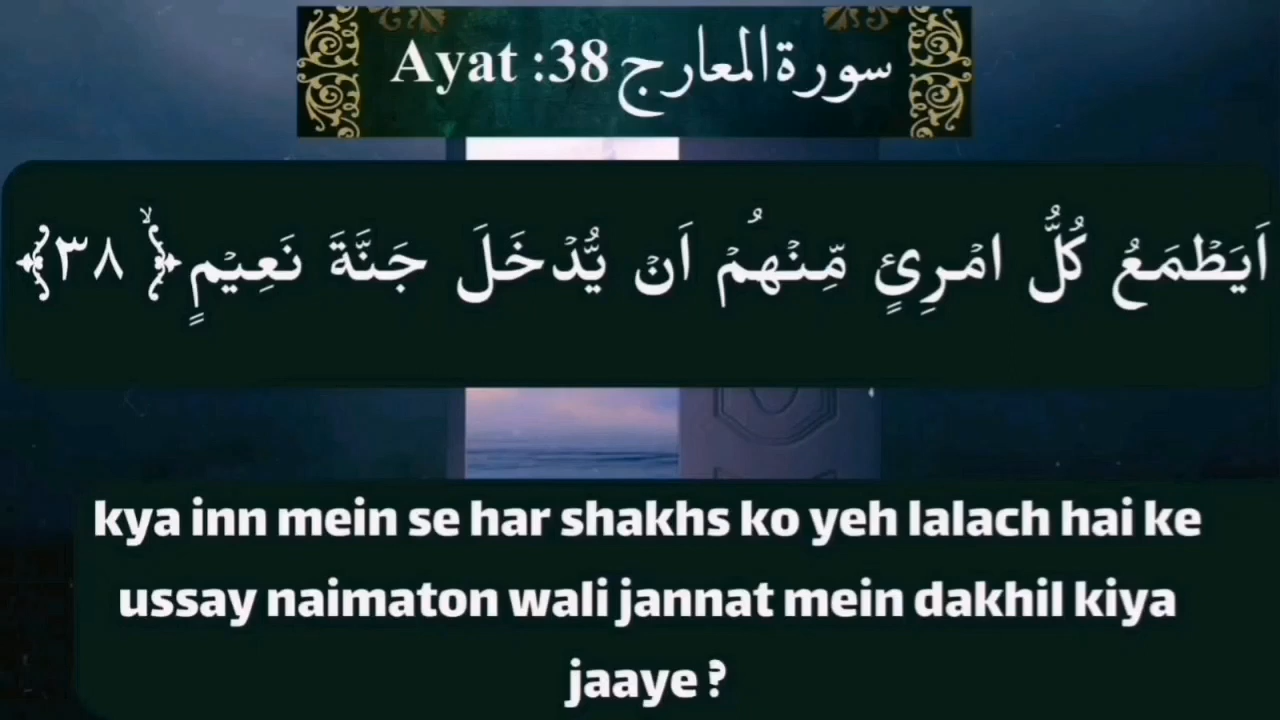 سورة المعارج Ayat :38
اَيَطۡمَعُ كُلُّ امۡرِئٍ مِّنۡهُمۡ اَنۡ يُّدۡخَلَ جَنَّةَ نَعِيۡمٍۙ‏ ﴿۳۸﴾
kya inn mein se har shakhs ko yeh lalach hai ke
ussay naimaton wali jannat mein dakhil kiya
jaaye ?